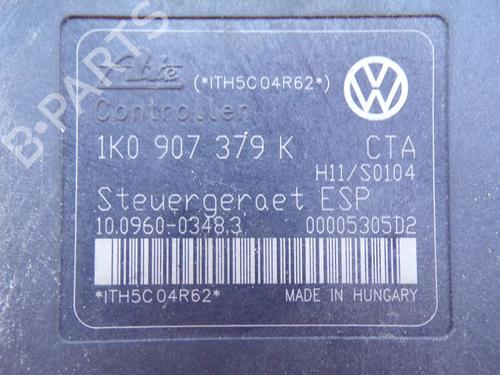 Ate (*ITH5C04R62*)
Controller
1K0 907 379 K CTA
H11/S0104
Steuergeraet ESP
10.0960-0348.3 00005305D2
*ITH5C04R62* MADE IN HUNGARY
B-PARTS